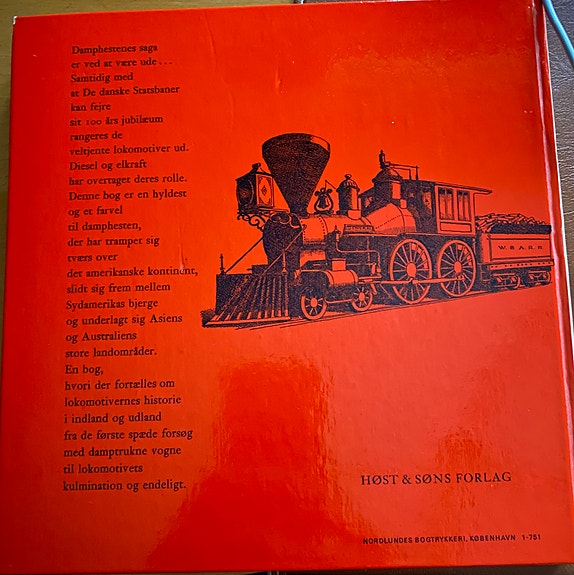 Damphestenes saga
er ved at være ude...
Samtidig med
at De danske Statsbaner
kan fejre
sit 100 års jubilæum
rangeres de
veltjente lokomotiver ud.
Diesel og elkraft
har overtaget deres rolle.
Denne bog er en hyldest
og et farvel
til damphesten,
der har trampet sig
tværs over
det amerikanske kontinent,
slidt sig frem mellem
Sydamerikas bjerge
og underlagt sig Asiens
og Australiens
store landområder.
En bog,
hvori der fortælles om
lokomotivernes historie
i indland og udland
fra de første spæde forsøg
med damptrukne vogne
til lokomotivets
kulmination og endeligt.
W. & A. R. R.
HØST & SØNS FORLAG
NORDLUNDES BOGTRYKKERI, KØBENHAVN 1-751